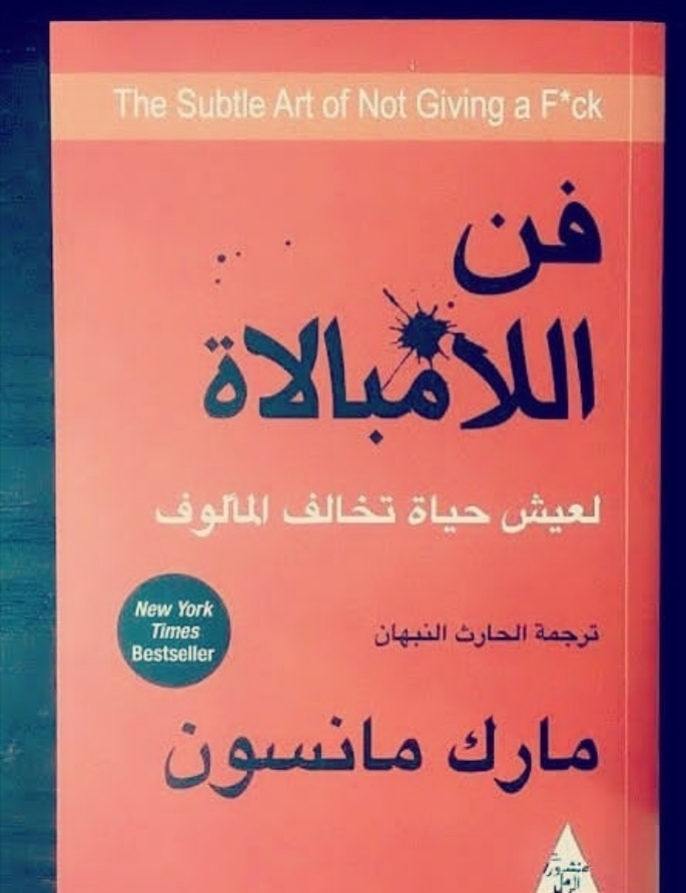 The Subtle Art of Not Giving a F*ck
فن
اللامبالاة
لعيش حياة تخالف المألوف
ترجمة الحارث النبهان
New York
Times
Bestseller
مارك مانسون